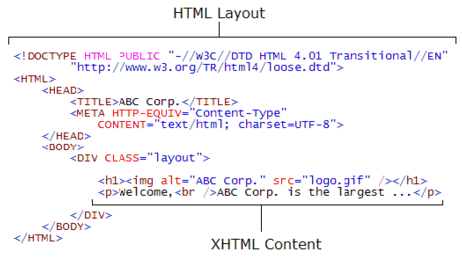 HTML Layout
<!DOCTYPE HTML PUBLIC "-//W3C//DTD HTML 4.01 Transitional//EN"
"http://www.w3.org/TR/html4/loose.dtd">
<HTML>
<HEAD>
<TITLE>ABC Corp.</TITLE>
<META HTTP-EQUIV="Content-Type"
CONTENT="text/html; charset=UTF-8">
</HEAD>
<BODY>
<DIV CLASS="layout">
<h1><img alt="ABC Corp." src="logo.gif" /></h1>
<p>Welcome,<br />ABC Corp. is the largest ...</p>
</DIV>
</BODY>
</HTML>
XHTML Content